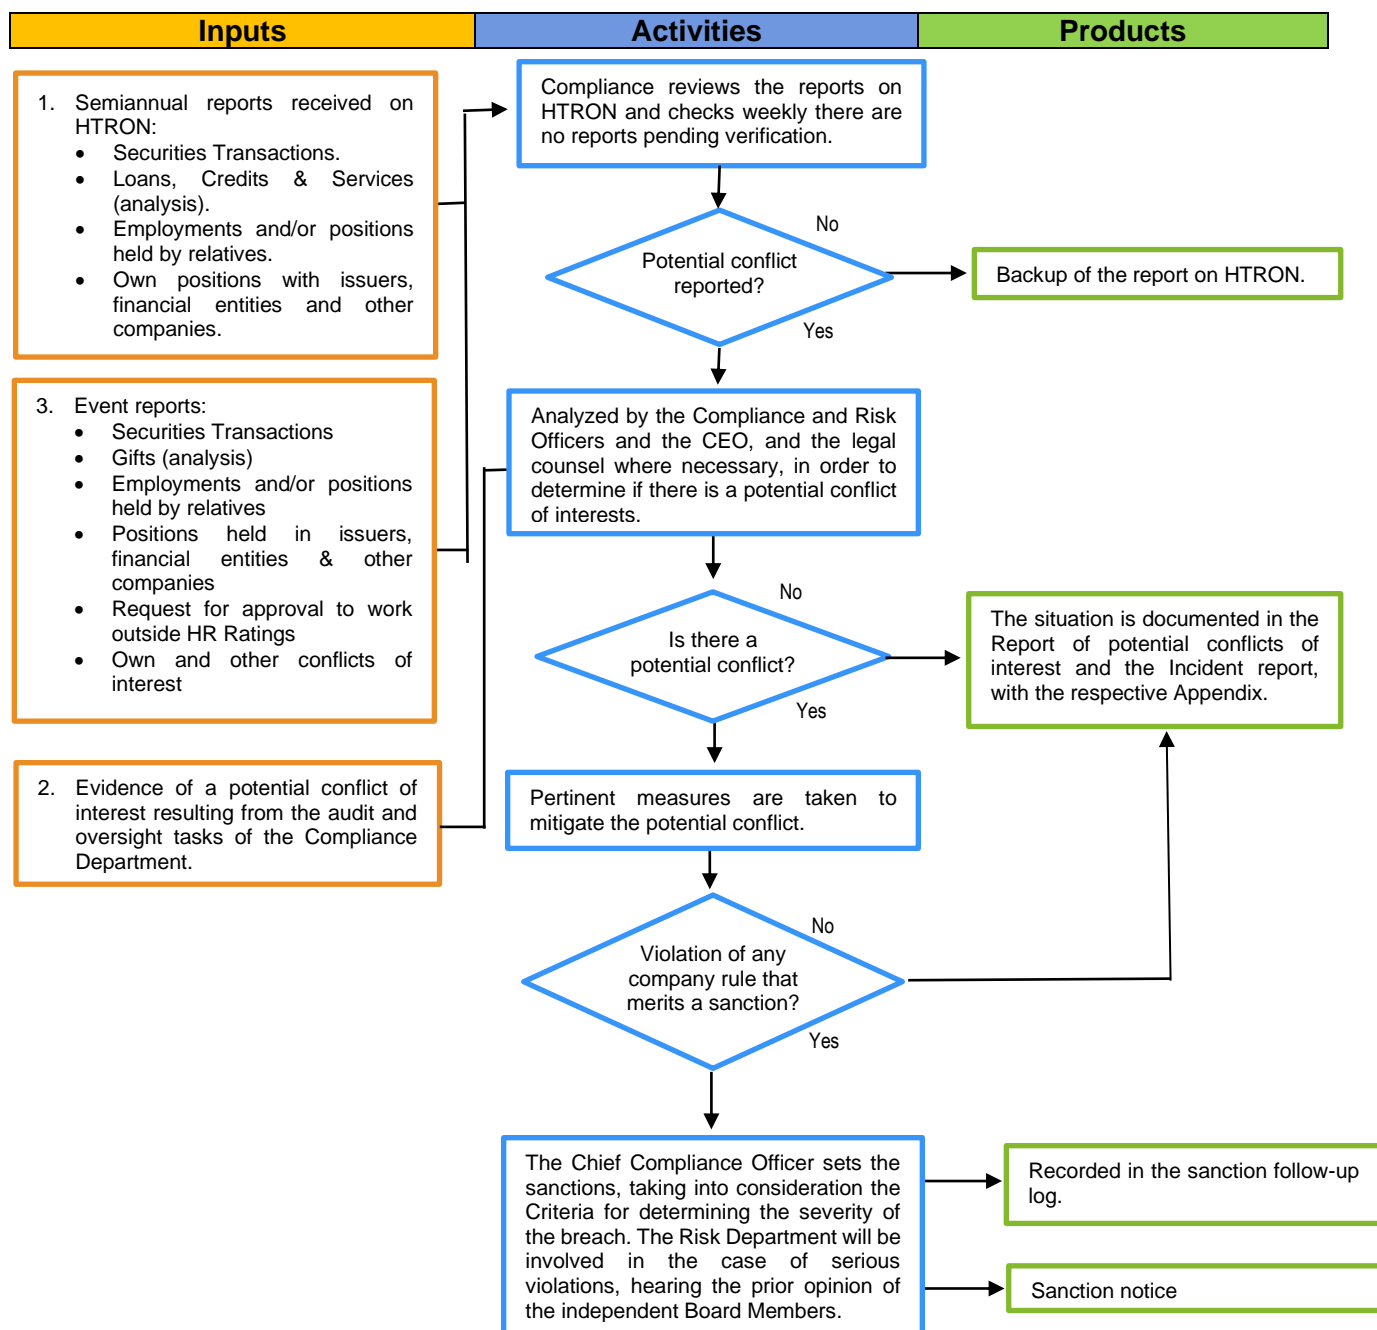 Inputs
Activities
Products
1. Semiannual reports received on
HTRON:
• Securities Transactions.
• Loans, Credits & Services
(analysis).
• Employments and/or positions
held by relatives.
• Own positions with issuers,
financial entities and other
companies.
Compliance reviews the reports on
HTRON and checks weekly there are
no reports pending verification.
No
Potential conflict
reported?
Yes
Backup of the report on HTRON.
3. Event reports:
• Securities Transactions
• Gifts (analysis)
• Employments and/or positions
held by relatives
• Positions held in issuers,
financial entities & other
companies
• Request for approval to work
outside HR Ratings
• Own and other conflicts of
interest
Analyzed by the Compliance and Risk
Officers and the CEO, and the legal
counsel where necessary, in order to
determine if there is a potential conflict
of interests.
No
Is there a
potential conflict?
Yes
The situation is documented in the
Report of potential conflicts of
interest and the Incident report,
with the respective Appendix.
2. Evidence of a potential conflict of
interest resulting from the audit and
oversight tasks of the Compliance
Department.
Pertinent measures are taken to
mitigate the potential conflict.
No
Violation of any
company rule that
merits a sanction?
Yes
The Chief Compliance Officer sets the
sanctions, taking into consideration the
Criteria for determining the severity of
the breach. The Risk Department will be
involved in the case of serious
violations, hearing the prior opinion of
the independent Board Members.
Recorded in the sanction follow-up
log.
Sanction notice